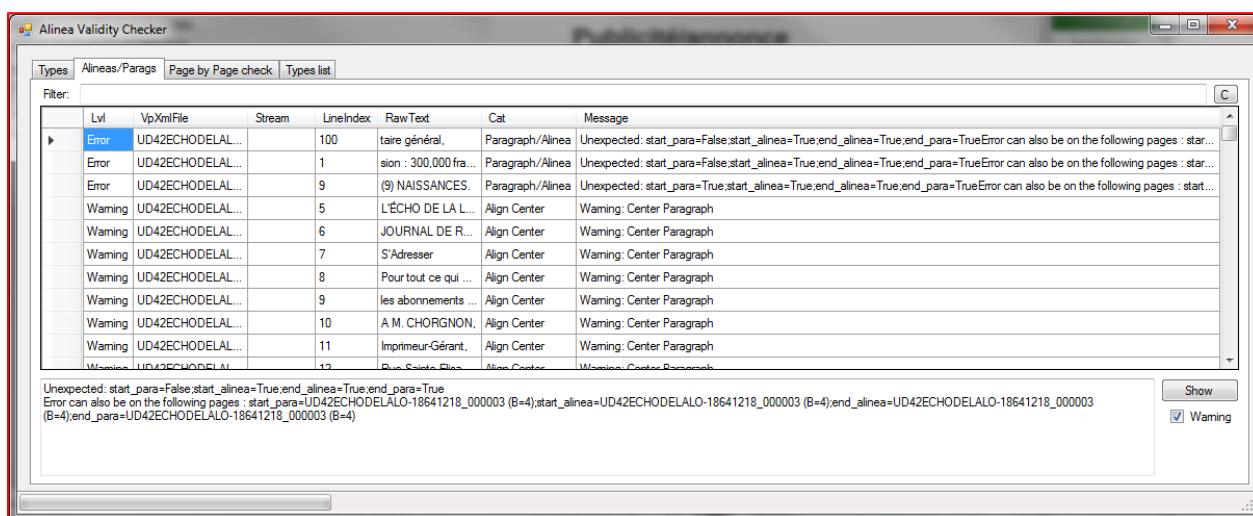 Alinea Validity Checker
Publicité/annonce
Types Alineas/Parags Page by Page check Types list
Filter: C
Lvl VpXmlFile Stream LineIndex RawText Cat Message
Error UD42ECHODELAL... 100 taire général, Paragraph/Alinea Unexpected: start_para=False;start_alinea=True;end_alinea=True;end_para=TrueError can also be on the following pages : star...
Error UD42ECHODELAL... 1 sion : 300,000 fra... Paragraph/Alinea Unexpected: start_para=False;start_alinea=True;end_alinea=True;end_para=TrueError can also be on the following pages : star...
Error UD42ECHODELAL... 9 (9) NAISSANCES. Paragraph/Alinea Unexpected: start_para=True;start_alinea=True;end_alinea=True;end_para=TrueError can also be on the following pages : start...
Warning UD42ECHODELAL... 5 L'ÉCHO DE LA L... Align Center Warning: Center Paragraph
Warning UD42ECHODELAL... 6 JOURNAL DE R... Align Center Warning: Center Paragraph
Warning UD42ECHODELAL... 7 S'Adresser Align Center Warning: Center Paragraph
Warning UD42ECHODELAL... 8 Pour tout ce qui ... Align Center Warning: Center Paragraph
Warning UD42ECHODELAL... 9 les abonnements ... Align Center Warning: Center Paragraph
Warning UD42ECHODELAL... 10 A M. CHORGNON, Align Center Warning: Center Paragraph
Warning UD42ECHODELAL... 11 Imprimeur-Gérant, Align Center Warning: Center Paragraph
Warning UD42ECHODELAL... 12 Align Center Warning: Center Paragraph
Unexpected: start_para=False;start_alinea=True;end_alinea=True;end_para=True
Error can also be on the following pages : start_para=UD42ECHODELALO-18641218_000003 (B=4);start_alinea=UD42ECHODELALO-18641218_000003 (B=4);end_alinea=UD42ECHODELALO-18641218_000003
(B=4);end_para=UD42ECHODELALO-18641218_000003 (B=4)
Show
Warning